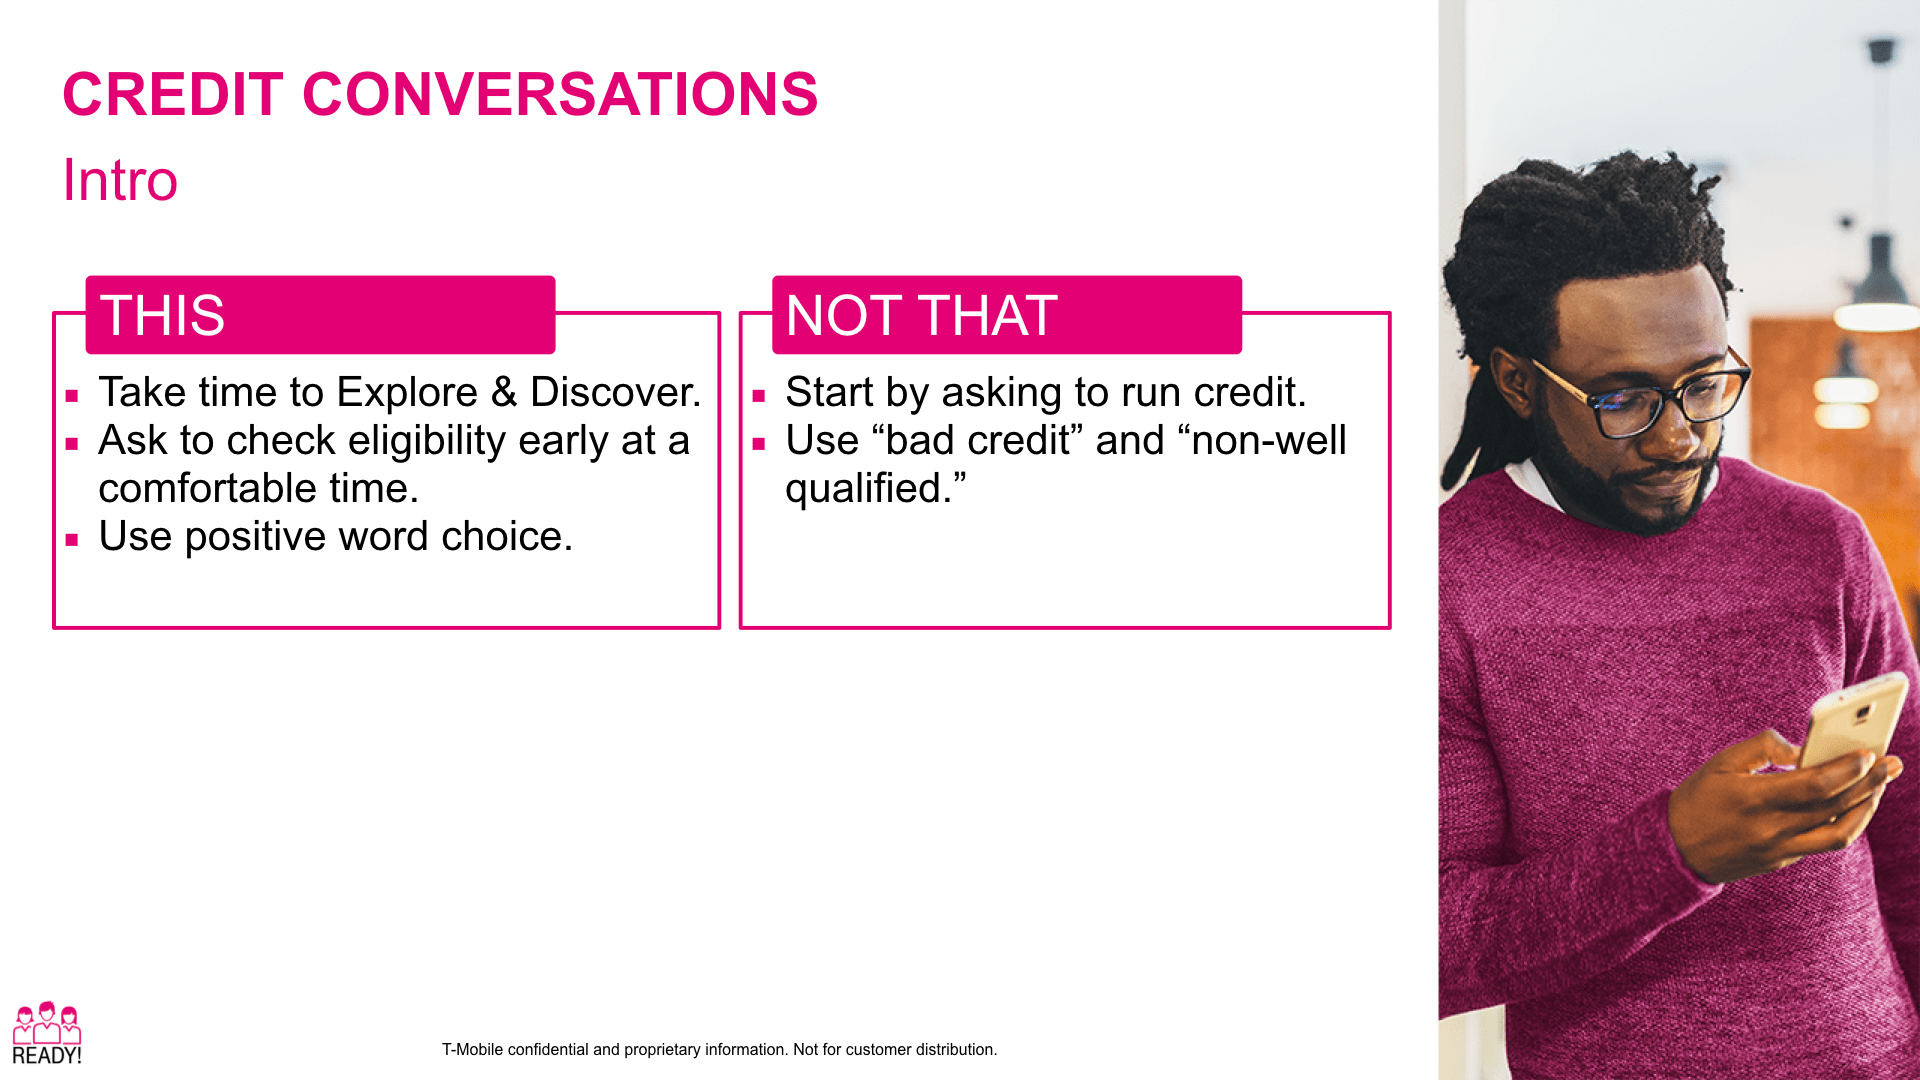 CREDIT CONVERSATIONS
Intro
THIS
Take time to Explore & Discover.
Ask to check eligibility early at a
comfortable time.
Use positive word choice.
NOT THAT
Start by asking to run credit.
Use “bad credit” and “non-well
qualified.”
READY!
T-Mobile confidential and proprietary information. Not for customer distribution.